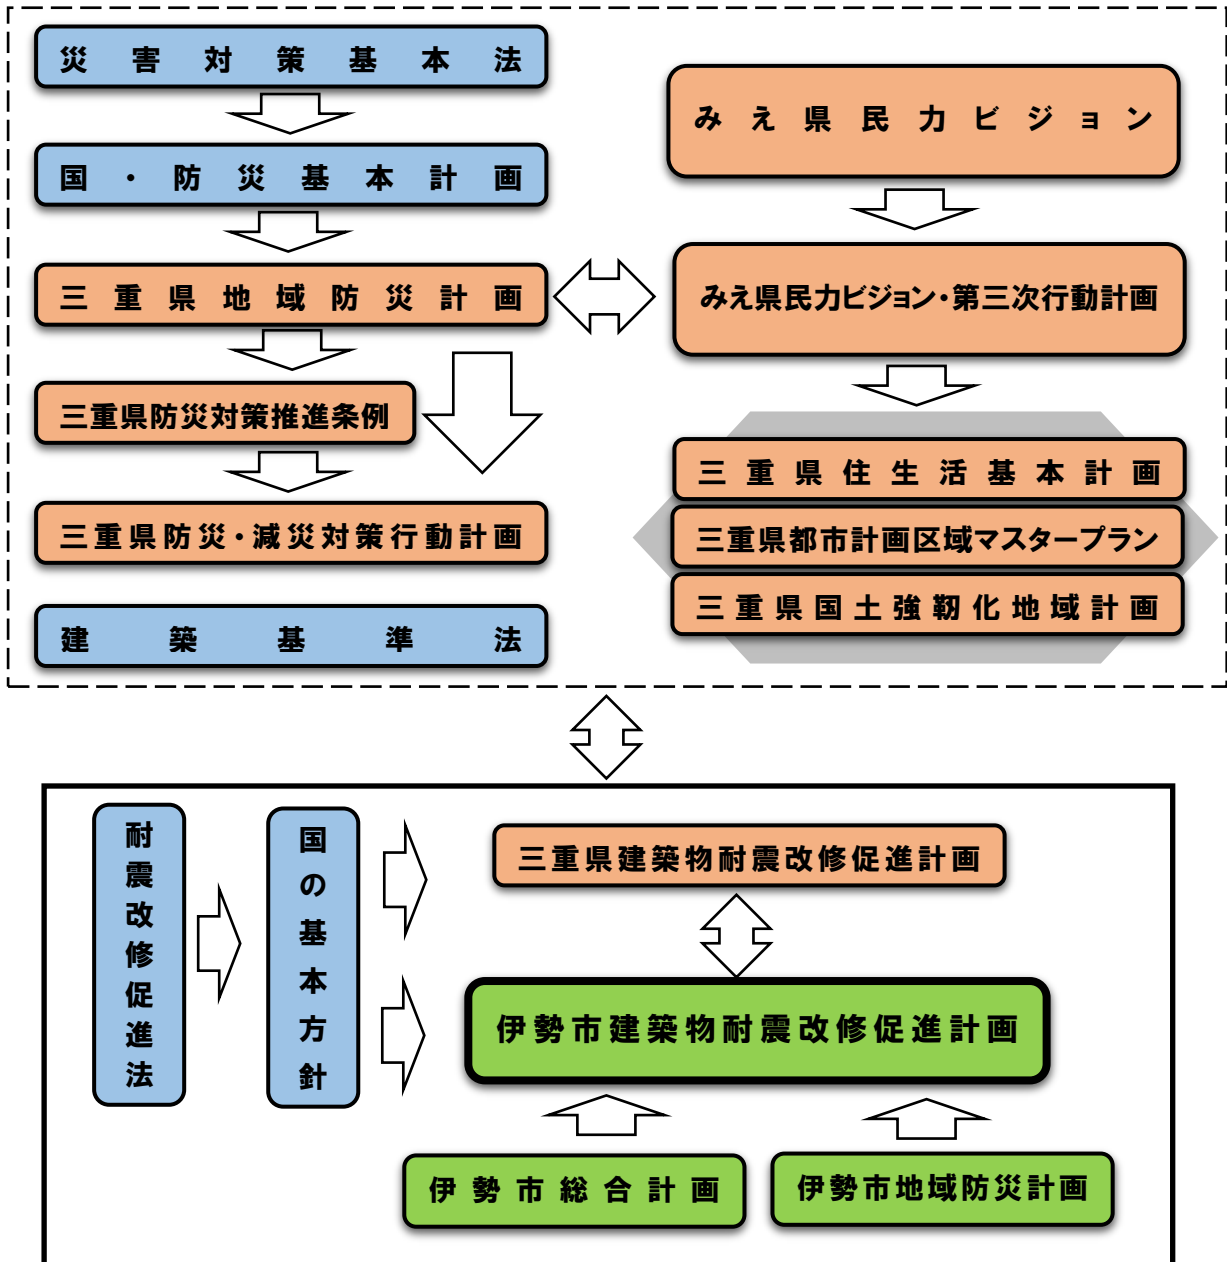 災害対策基本法
国・防災基本計画
三重県地域防災計画
三重県防災対策推進条例
三重県防災・減災対策行動計画
建築基準法
みえ県民力ビジョン
みえ県民力ビジョン・第三次行動計画
三重県住生活基本計画
三重県都市計画区域マスタープラン
三重県国土強靭化地域計画
耐震改修促進法
国の基本方針
三重県建築物耐震改修促進計画
伊勢市建築物耐震改修促進計画
伊勢市総合計画
伊勢市地域防災計画